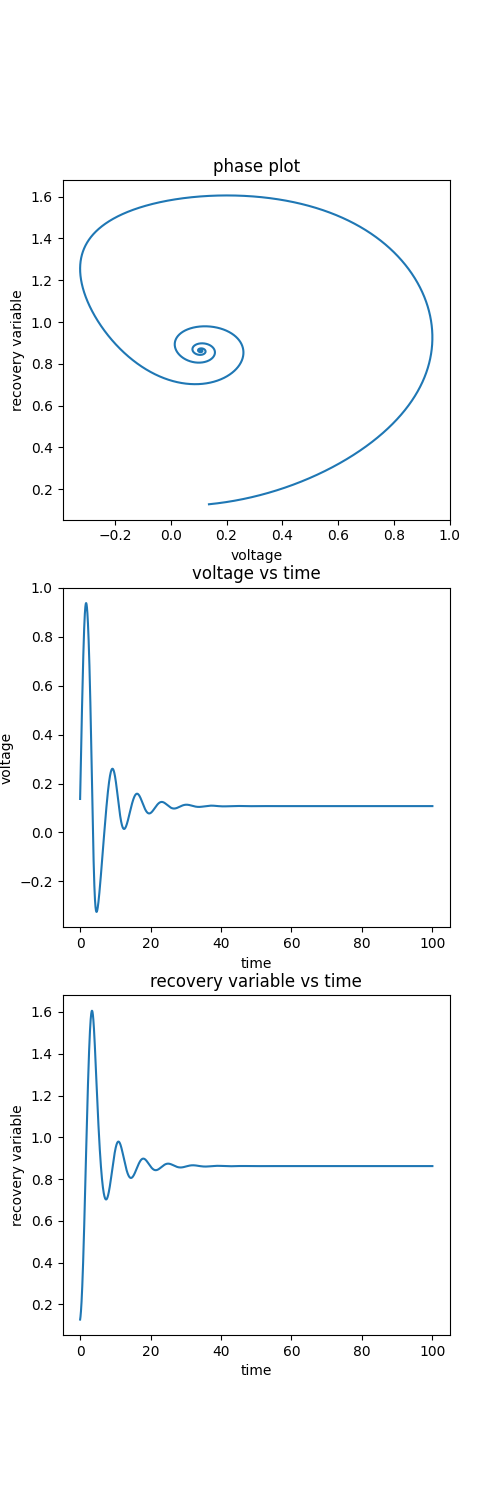 phase plot
1.6
1.4
1.2
1.0
0.8
0.6
0.4
0.2
recovery variable
−0.2 0.0 0.2 0.4 0.6 0.8 1.0
voltage
voltage vs time
1.0
0.8
0.6
0.4
0.2
0.0
−0.2
voltage
0 20 40 60 80 100
time
recovery variable vs time
1.6
1.4
1.2
1.0
0.8
0.6
0.4
0.2
recovery variable
0 20 40 60 80 100
time